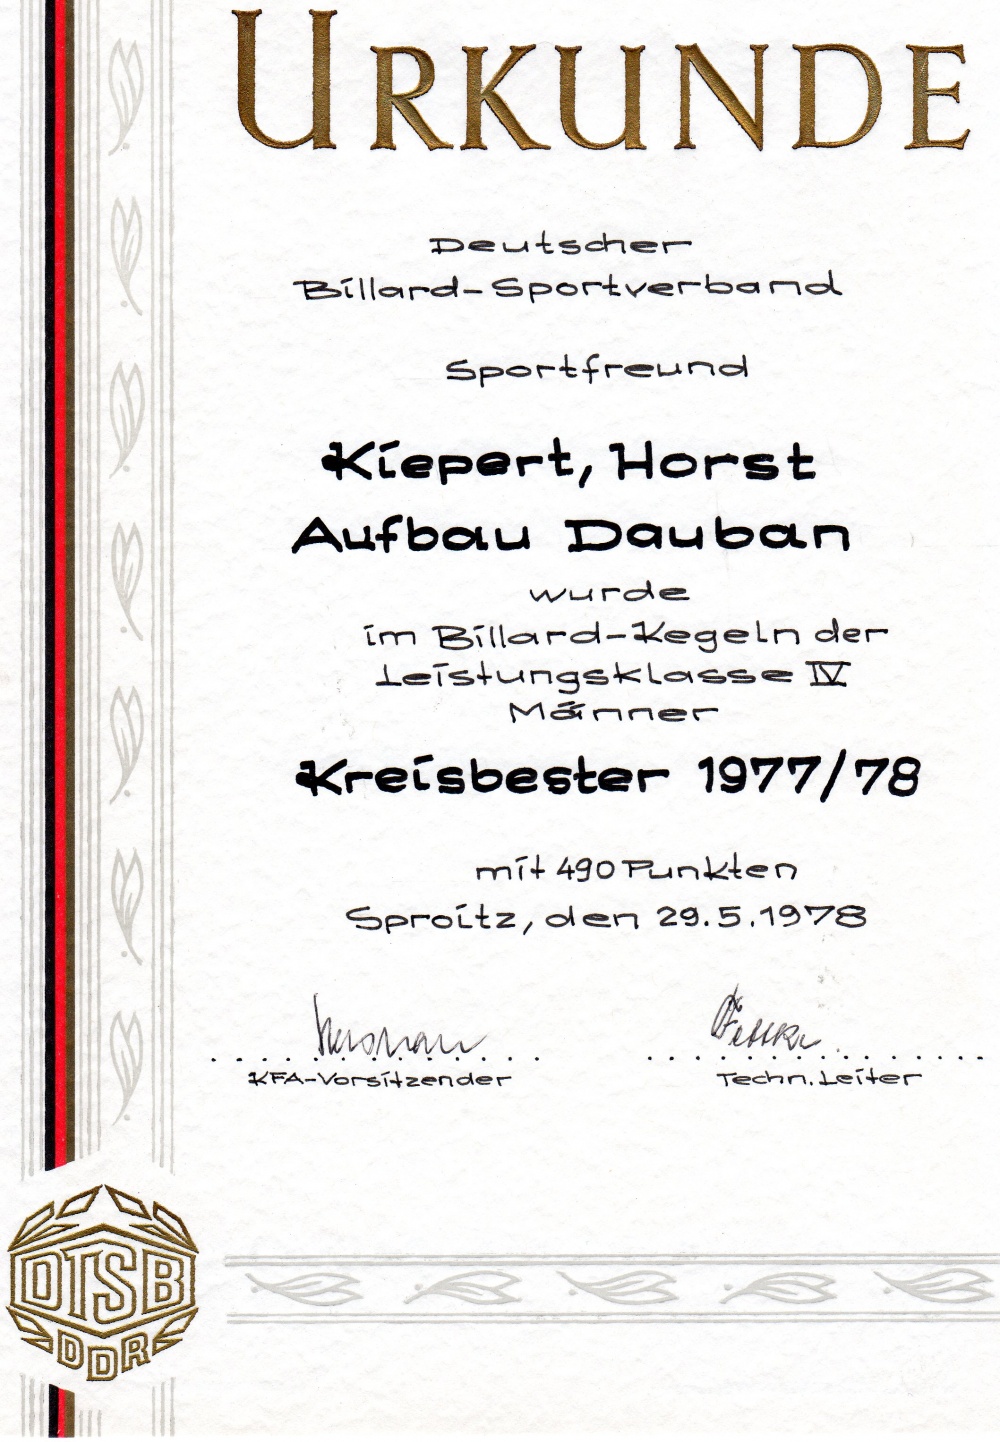 URKUNDE
Deutscher
Billard-Sportverband
Sportfreund
Kiepert, Horst
Aufbau Dauban
wurde
im Billard-Kegeln der
Leistungsklasse IV
Männer
Kreisbester 1977/78
mit 490 Punkten
Sproitz, den 29.5.1978
KFA-Vorsitzender
Techn. Leiter
DTSB
DDR